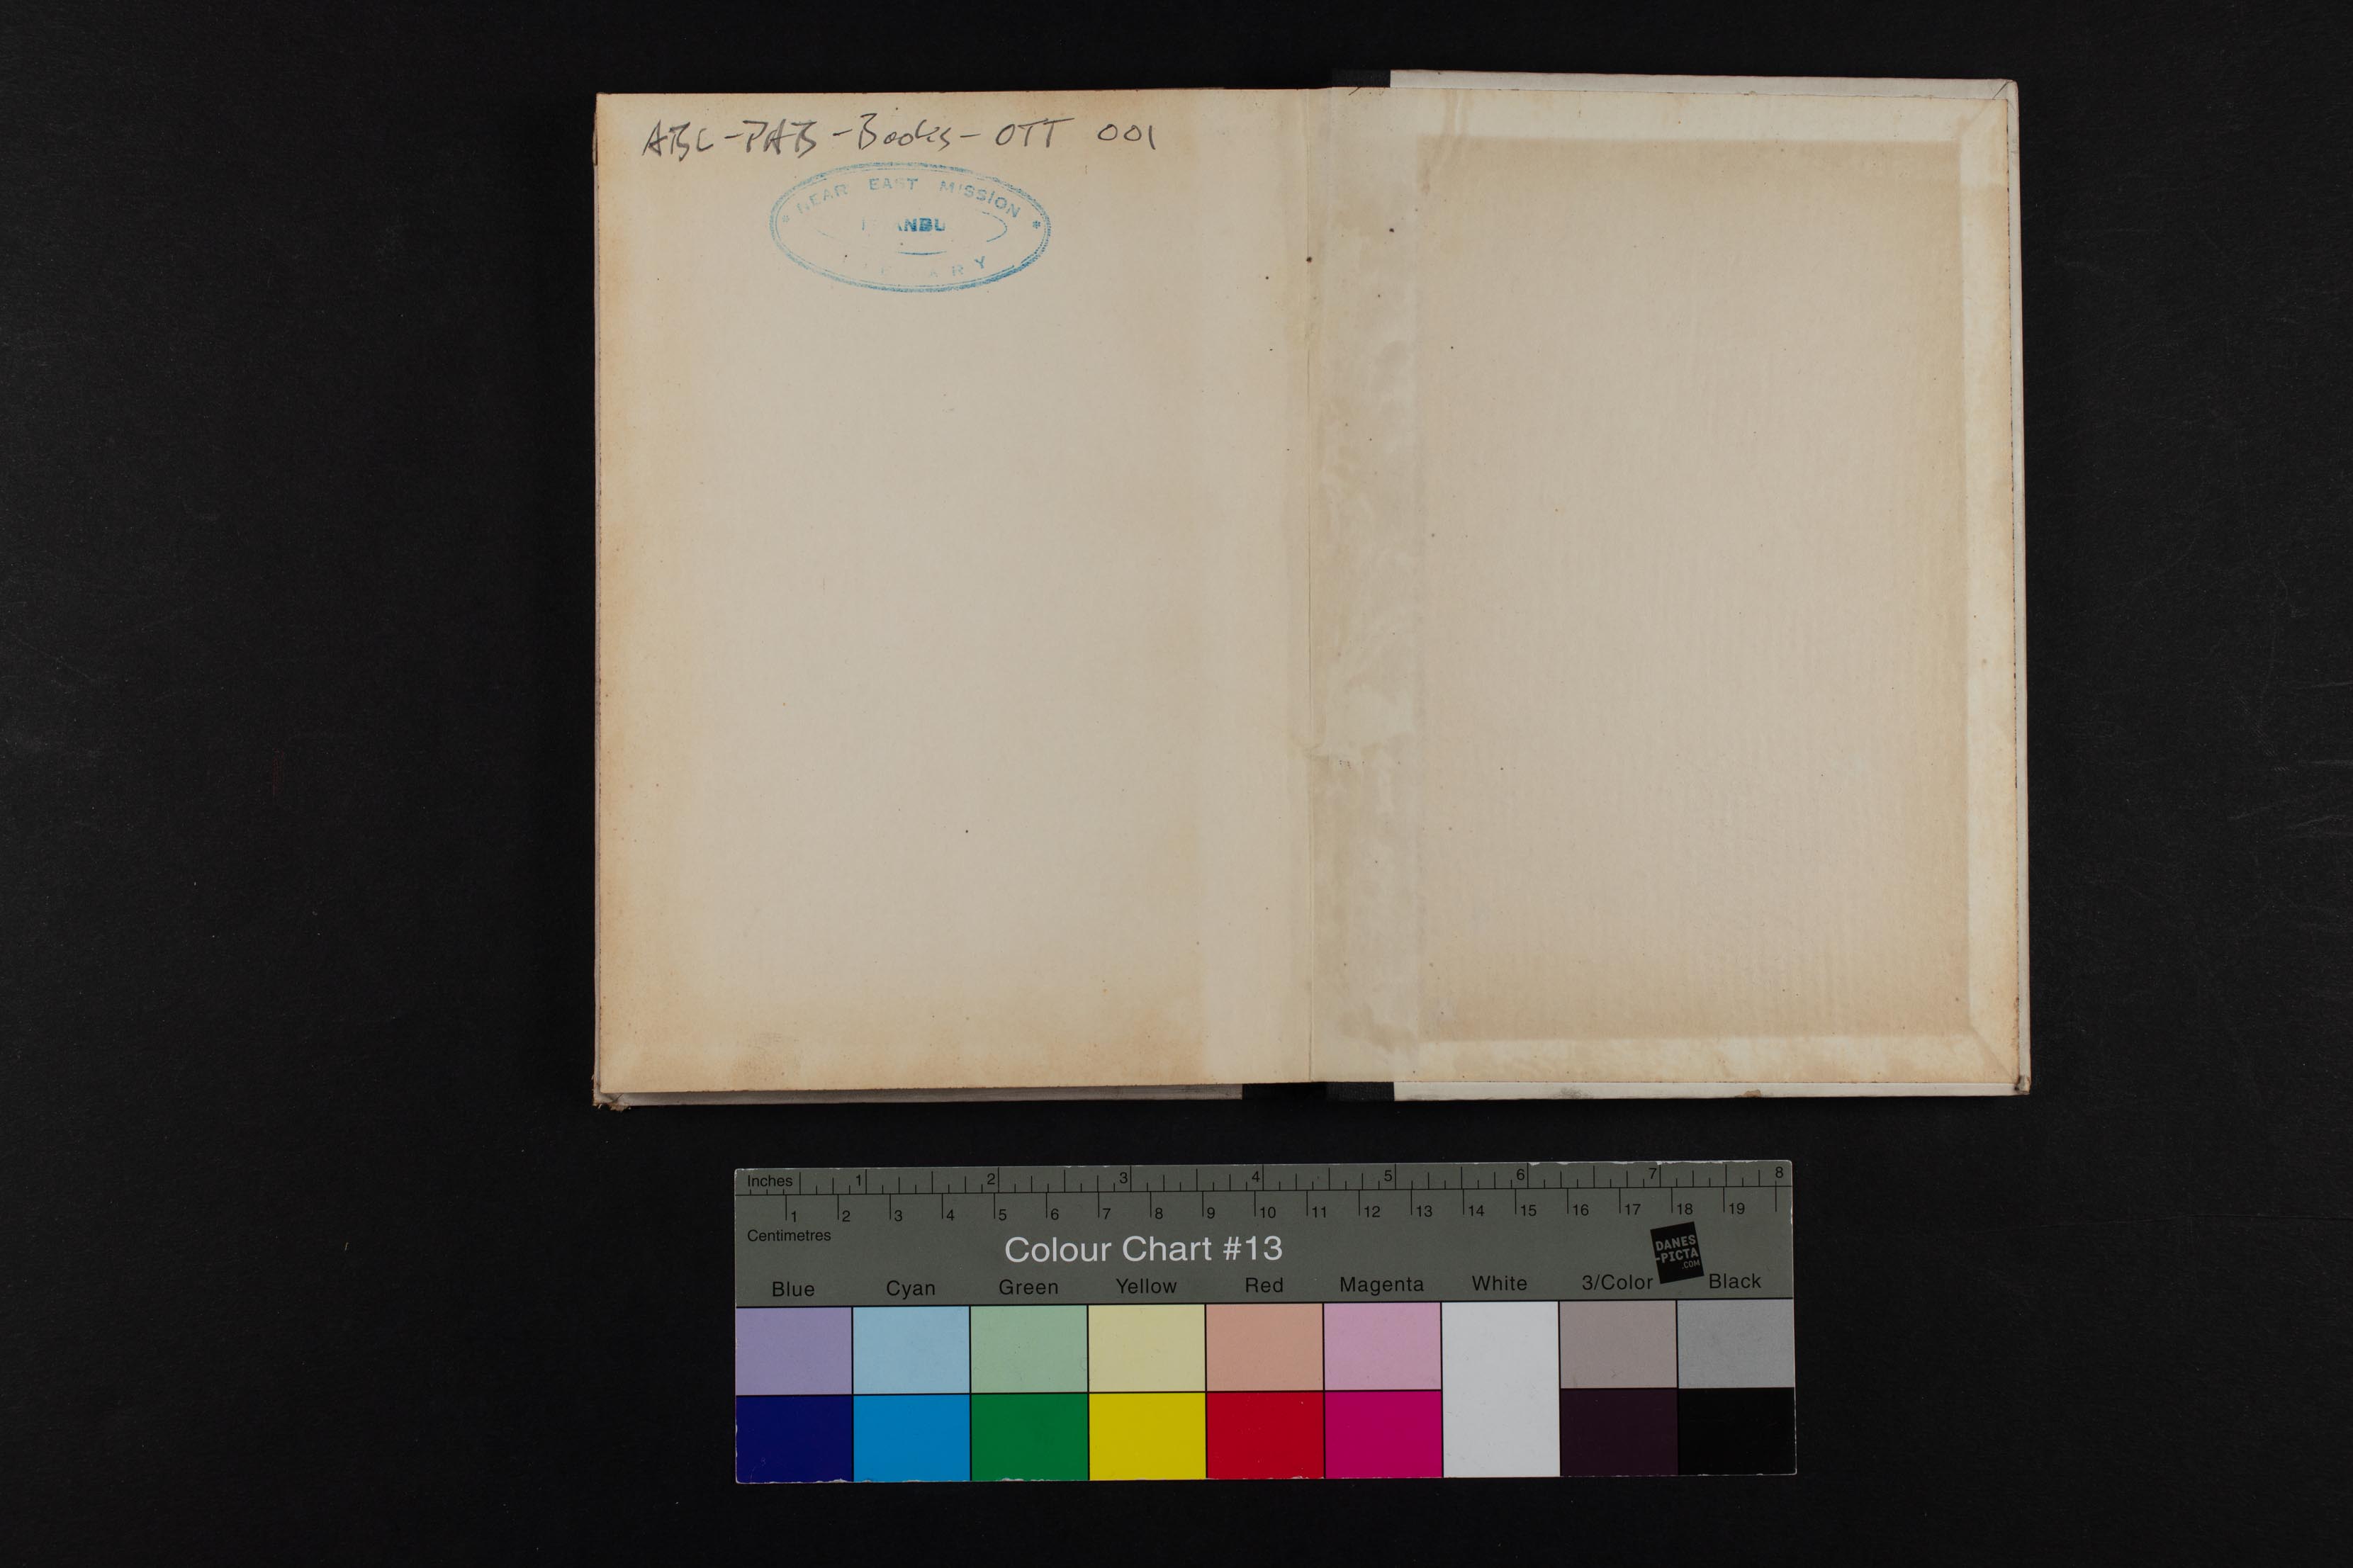 ABC-PAB-Books-OTT 001
NEAR EAST MISSION
Inches 1 2 3 4 5 6 7 8
1 2 3 4 5 6 7 8 9 10 11 12 13 14 15 16 17 18 19
Centimetres
Colour Chart #13
DANES
-PICTA
.COM
Blue Cyan Green Yellow Red Magenta White 3/Color Black